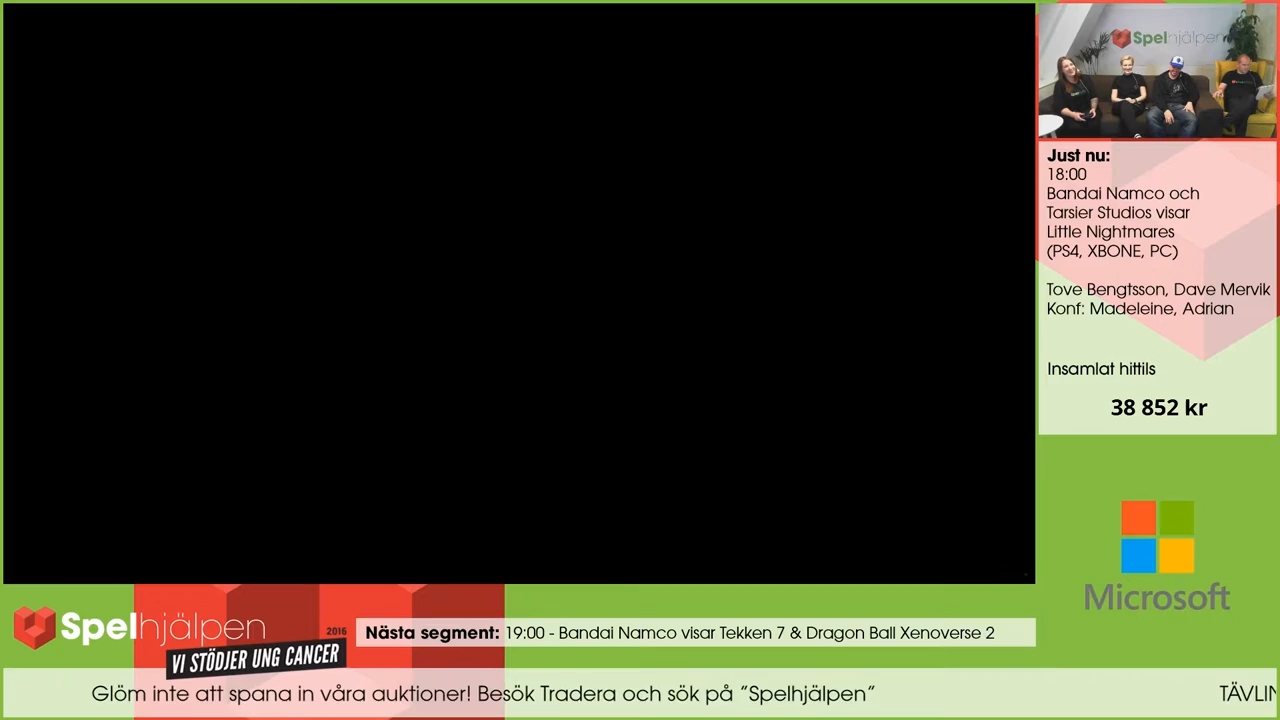 Spelhjälpen
Just nu:
18:00
Bandai Namco och
Tarsier Studios visar
Little Nightmares
(PS4, XBONE, PC)
Tove Bengtsson, Dave Mervik
Konf: Madeleine, Adrian
Insamlat hittils
38 852 kr
Microsoft
Spelhjälpen
2016
VI STÖDJER UNG CANCER
Nästa segment: 19:00 - Bandai Namco visar Tekken 7 & Dragon Ball Xenoverse 2
Glöm inte att spana in våra auktioner! Besök Tradera och sök på ”Spelhjälpen” TÄVLIN